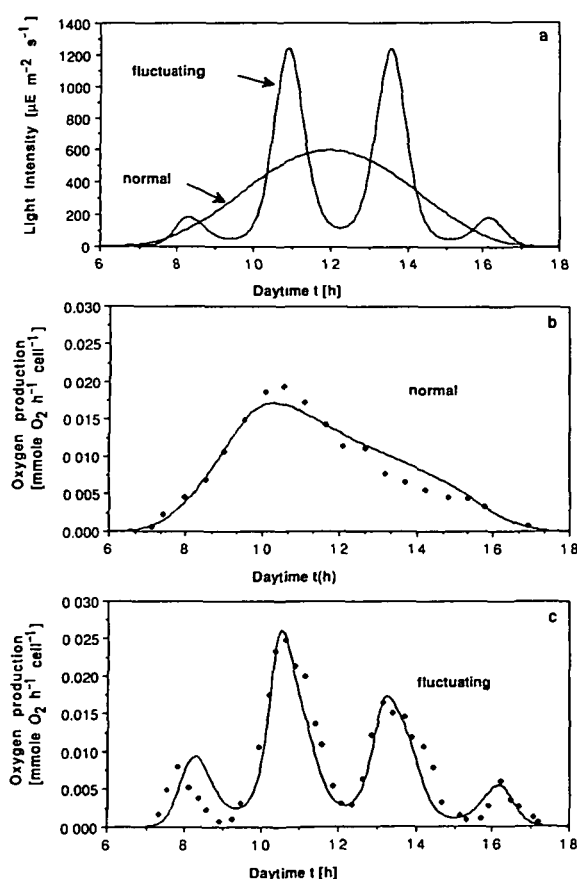 a
fluctuating
normal
Light Intensity [µE m⁻² s⁻¹]
1400
1200
1000
800
600
400
200
0
6 8 10 12 14 16 18
Daytime t [h]
b
normal
Oxygen production
[mmole O₂ h⁻¹ cell⁻¹]
0.030
0.025
0.020
0.015
0.010
0.005
0.000
6 8 10 12 14 16 18
Daytime t(h)
c
fluctuating
Oxygen production
[mmole O₂ h⁻¹ cell⁻¹]
0 030
0.025
0.020
0.015
0.010
0.005
0.000
6 8 10 12 14 16 18
Daytime t [h]